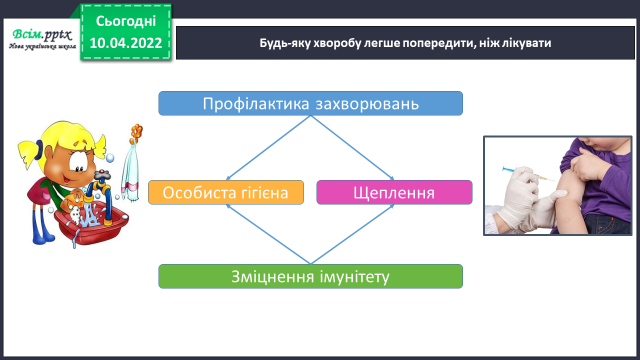 Всім.pptx
Нова українська школа
Сьогодні
10.04.2022
Будь-яку хворобу легше попередити, ніж лікувати
Профілактика захворювань
Особиста гігієна
Щеплення
Зміцнення імунітету